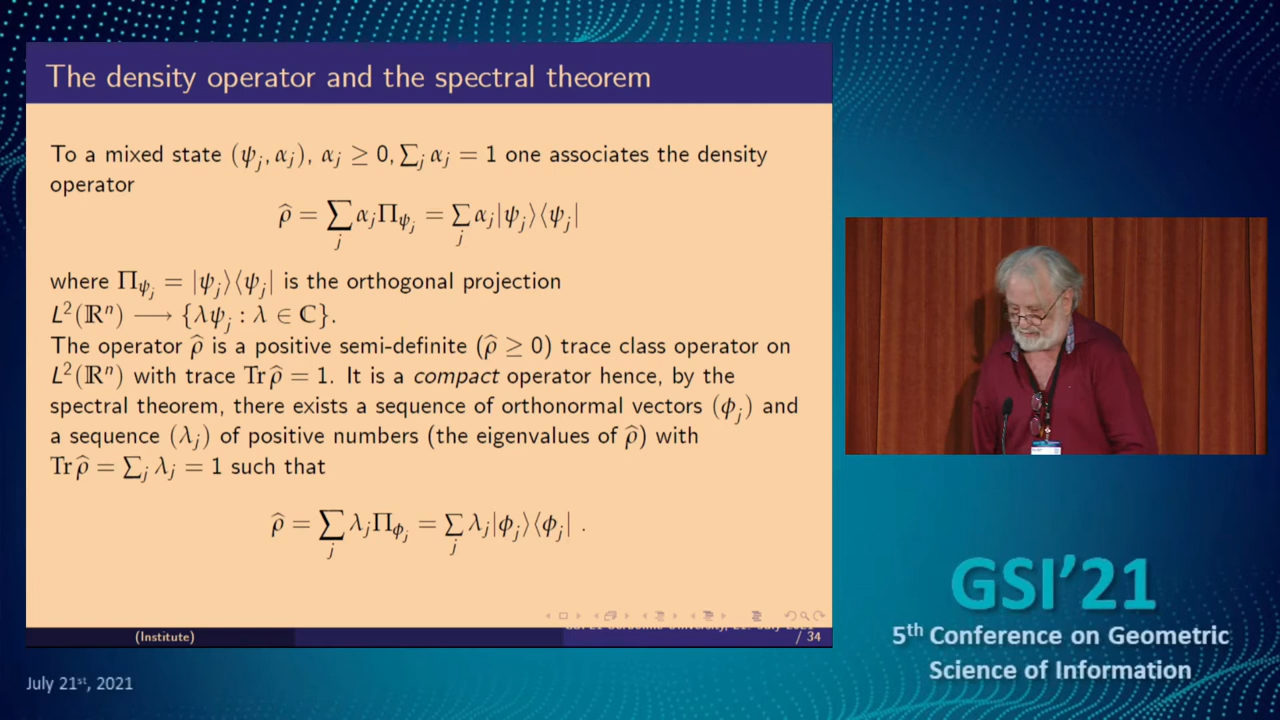 The density operator and the spectral theorem
To a mixed state (ψ_j, α_j), α_j ≥ 0, ∑_j α_j = 1 one associates the density
operator
ρ̂ = ∑_j α_j Π_{ψ_j} = ∑_j α_j |ψ_j⟩⟨ψ_j|
where Π_{ψ_j} = |ψ_j⟩⟨ψ_j| is the orthogonal projection
L²(ℝⁿ) ⟶ {λψ_j : λ ∈ ℂ}.
The operator ρ̂ is a positive semi-definite (ρ̂ ≥ 0) trace class operator on
L²(ℝⁿ) with trace Tr ρ̂ = 1. It is a compact operator hence, by the
spectral theorem, there exists a sequence of orthonormal vectors (ϕ_j) and
a sequence (λ_j) of positive numbers (the eigenvalues of ρ̂) with
Tr ρ̂ = ∑_j λ_j = 1 such that
ρ̂ = ∑_j λ_j Π_{ϕ_j} = ∑_j λ_j |ϕ_j⟩⟨ϕ_j| .
(Institute)
/ 34
GSI'21
5th Conference on Geometric
Science of Information
July 21st, 2021